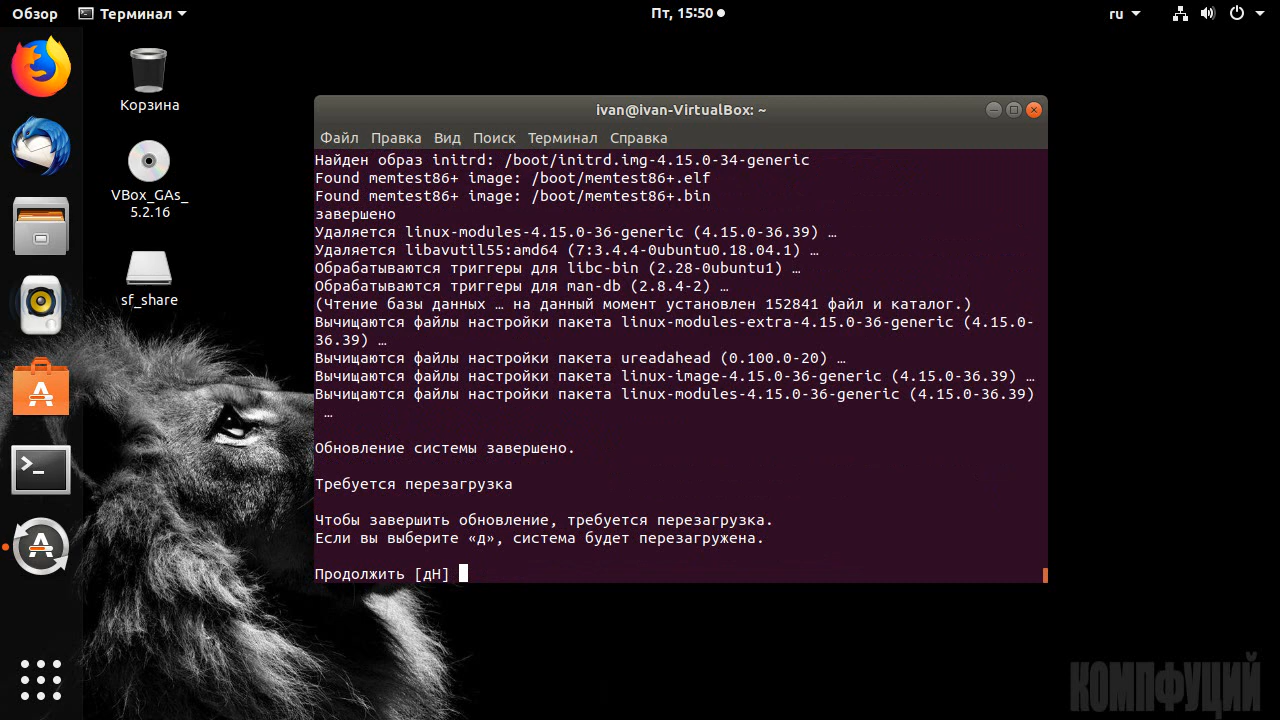 Обзор Терминал Пт, 15:50 ru
Корзина
VBox_GAs_
5.2.16
sf_share
ivan@ivan-VirtualBox: ~
Файл Правка Вид Поиск Терминал Справка
Найден образ initrd: /boot/initrd.img-4.15.0-34-generic
Found memtest86+ image: /boot/memtest86+.elf
Found memtest86+ image: /boot/memtest86+.bin
завершено
Удаляется linux-modules-4.15.0-36-generic (4.15.0-36.39) …
Удаляется libavutil55:amd64 (7:3.4.4-0ubuntu0.18.04.1) …
Обрабатываются триггеры для libc-bin (2.28-0ubuntu1) …
Обрабатываются триггеры для man-db (2.8.4-2) …
(Чтение базы данных … на данный момент установлен 152841 файл и каталог.)
Вычищаются файлы настройки пакета linux-modules-extra-4.15.0-36-generic (4.15.0-
36.39) …
Вычищаются файлы настройки пакета ureadahead (0.100.0-20) …
Вычищаются файлы настройки пакета linux-image-4.15.0-36-generic (4.15.0-36.39) …
Вычищаются файлы настройки пакета linux-modules-4.15.0-36-generic (4.15.0-36.39)
…
Обновление системы завершено.
Требуется перезагрузка
Чтобы завершить обновление, требуется перезагрузка.
Если вы выберите «д», система будет перезагружена.
Продолжить [дН]
КОМПФУЦИЙ